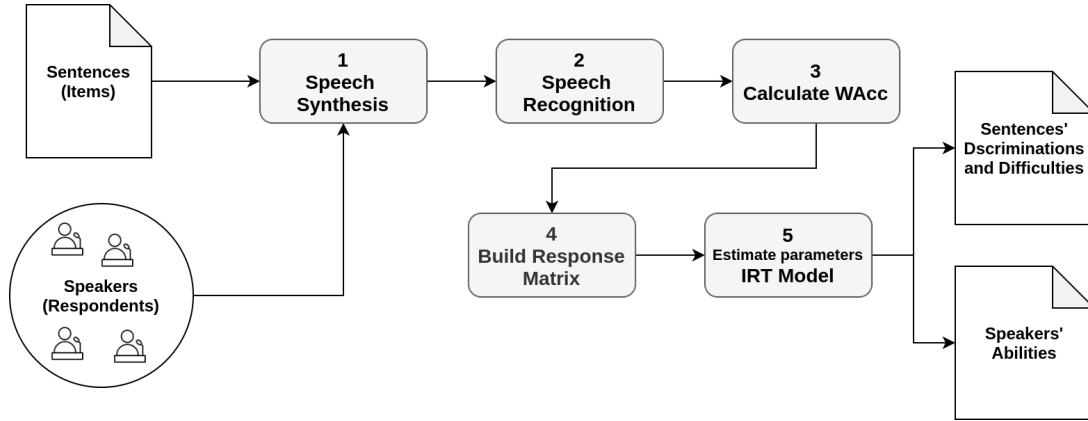 Sentences
(Items)
1
Speech
Synthesis
2
Speech
Recognition
3
Calculate WAcc
Sentences'
Dscriminations
and Difficulties
4
Build Response
Matrix
5
Estimate parameters
IRT Model
Speakers
(Respondents)
Speakers'
Abilities